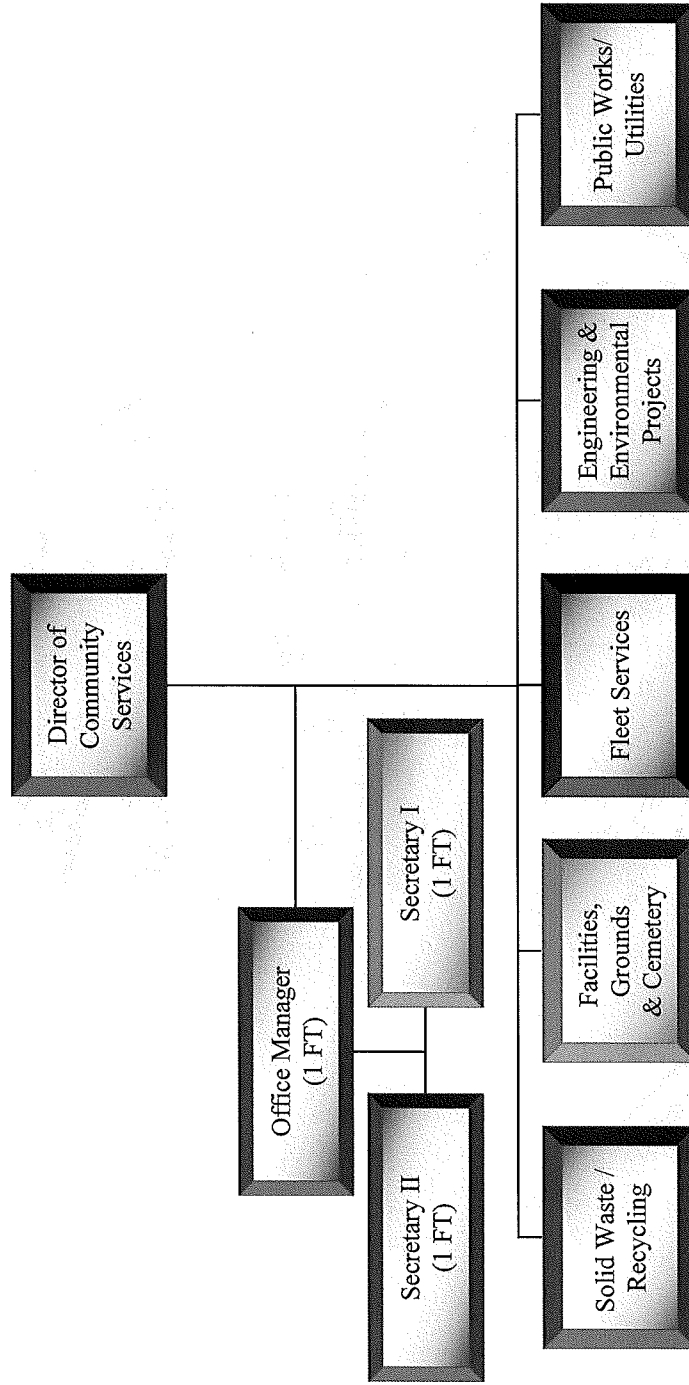 Director of
Community
Services
Office Manager
(1 FT)
Secretary II
(1 FT)
Secretary I
(1 FT)
Solid Waste /
Recycling
Facilities,
Grounds
& Cemetery
Fleet Services
Engineering &
Environmental
Projects
Public Works/
Utilities